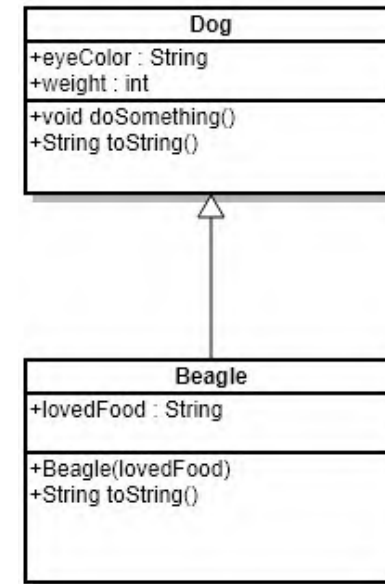 Dog
+eyeColor : String
+weight : int
+void doSomething()
+String toString()
Beagle
+lovedFood : String
+Beagle(lovedFood)
+String toString()